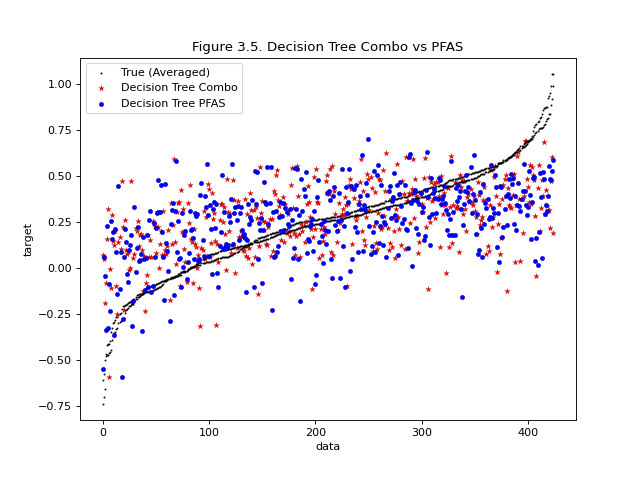 Figure 3.5. Decision Tree Combo vs PFAS
True (Averaged)
Decision Tree Combo
Decision Tree PFAS
1.00
0.75
0.50
0.25
0.00
−0.25
−0.50
−0.75
target
0 100 200 300 400
data